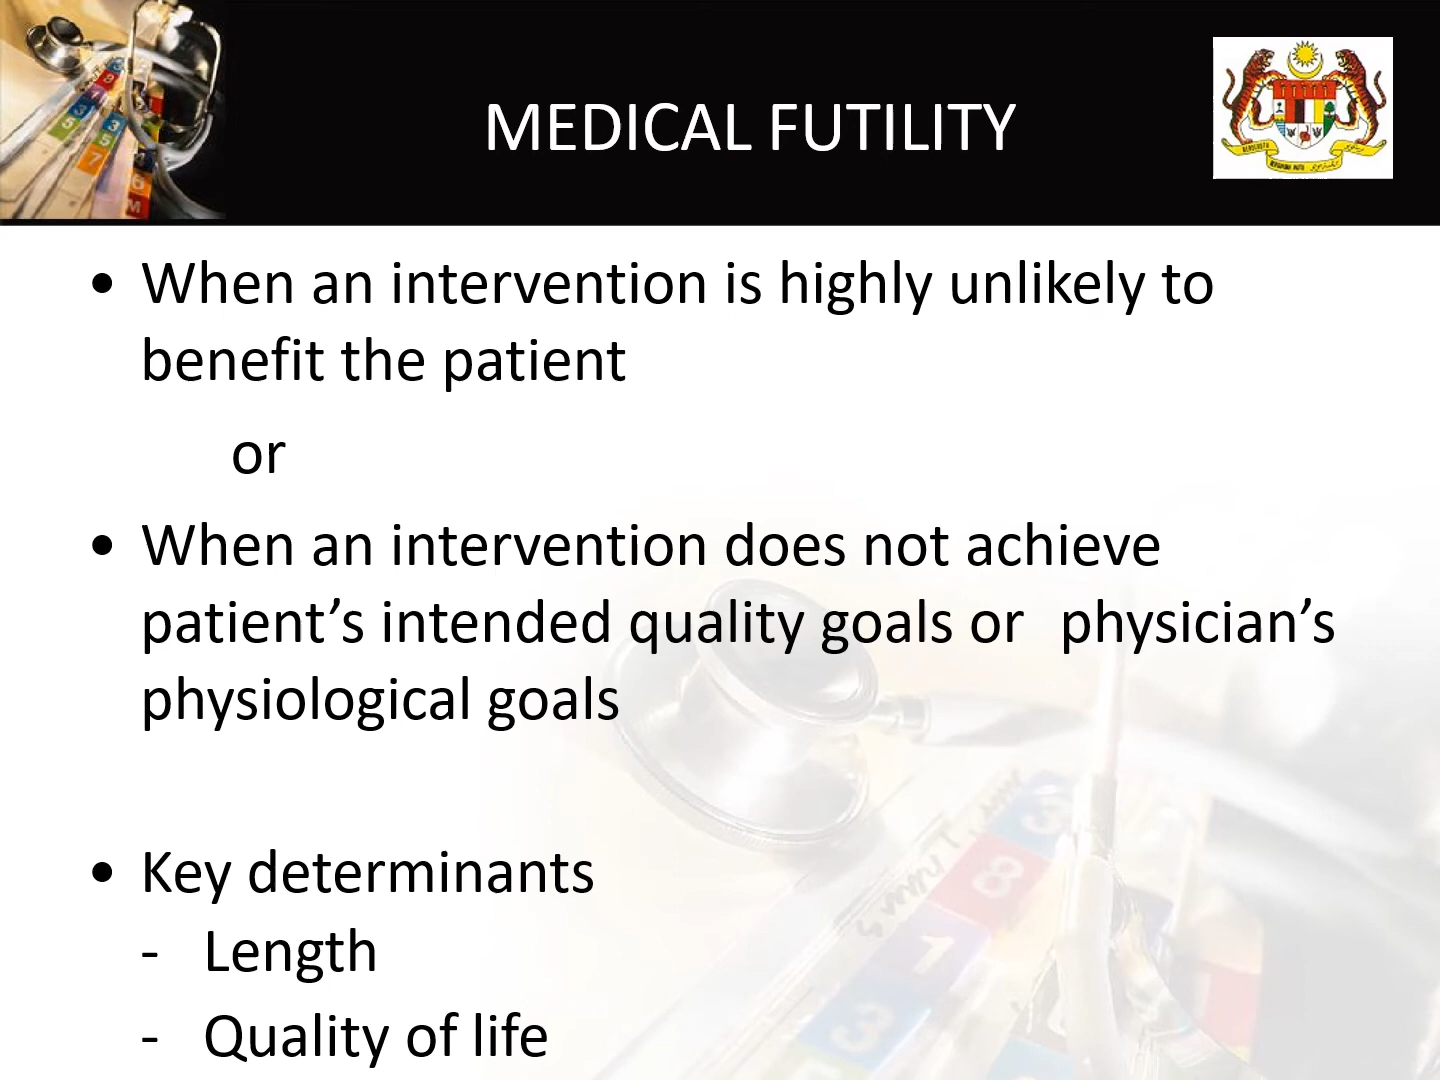 MEDICAL FUTILITY
• When an intervention is highly unlikely to
benefit the patient
or
• When an intervention does not achieve
patient’s intended quality goals or physician’s
physiological goals
• Key determinants
- Length
- Quality of life